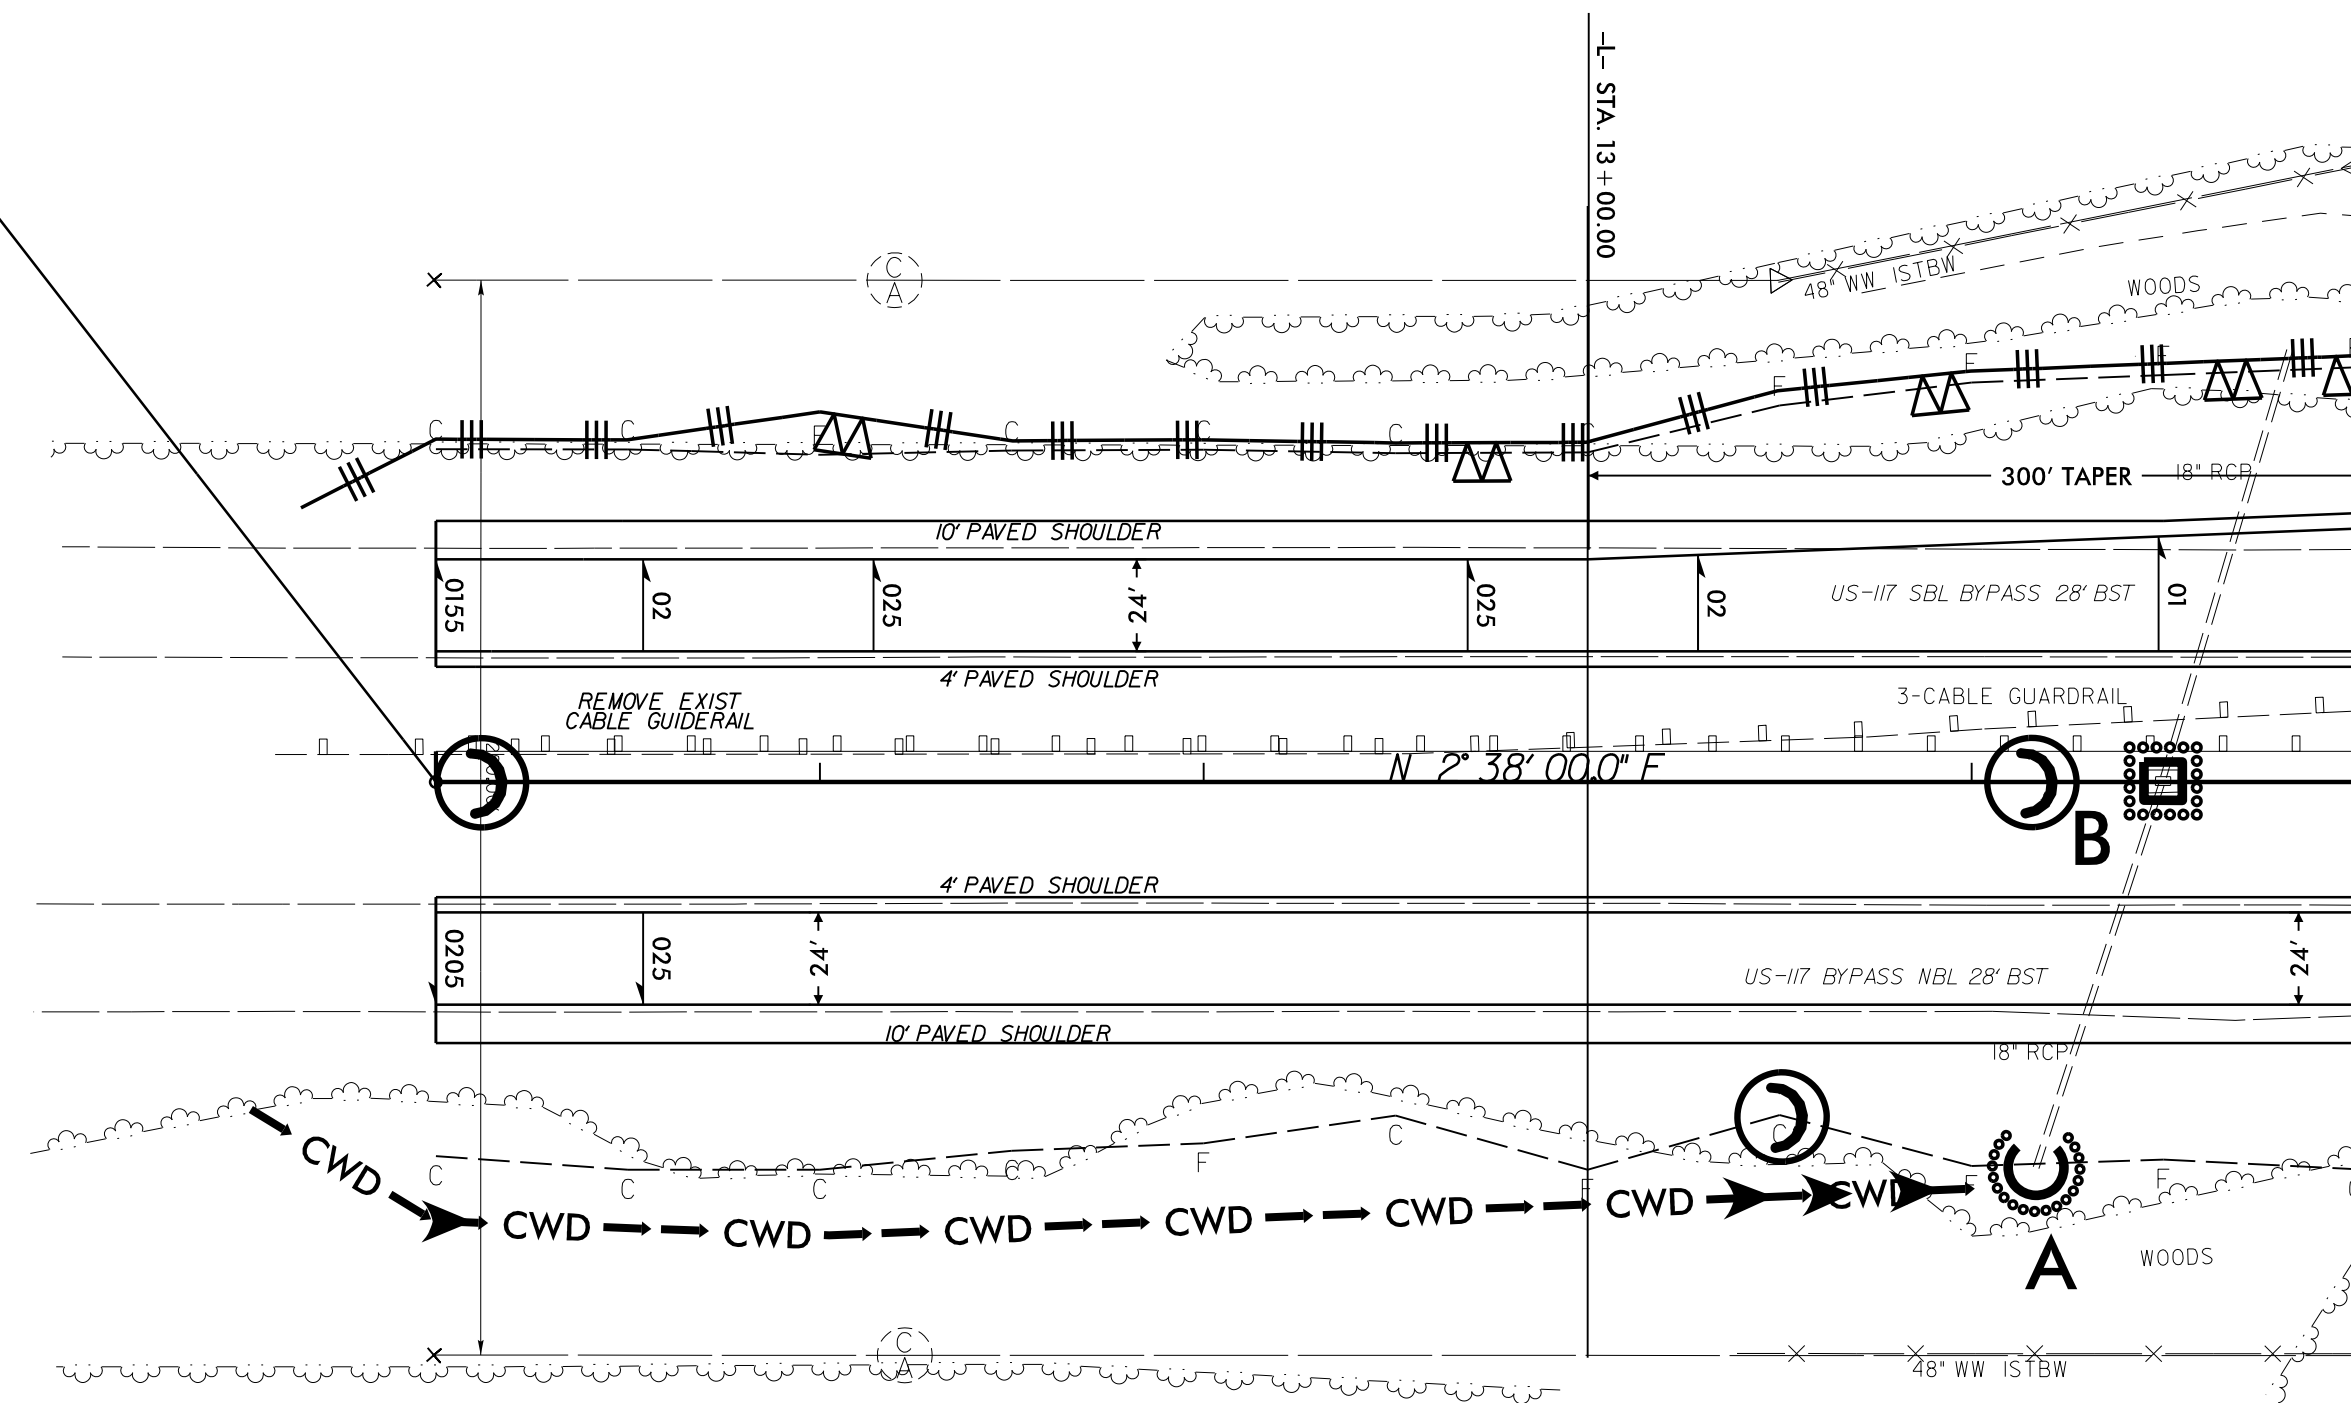 -L- STA. 13+00.00
C
A
48" WW ISTBW
WOODS
F
F
F
C
C
F
C
C
C
C
300' TAPER
18" RCP
10' PAVED SHOULDER
0155
02
025
24'
025
02
01
US-117 SBL BYPASS 28' BST
4' PAVED SHOULDER
REMOVE EXIST
CABLE GUIDERAIL
3-CABLE GUARDRAIL
N 2° 38' 00.0" E
B
4' PAVED SHOULDER
0205
025
24'
24'
US-117 BYPASS NBL 28' BST
10' PAVED SHOULDER
18" RCP
C
C
C
C
F
C
F
C
F
F
CWD
CWD
CWD
CWD
CWD
CWD
CWD
CWD
A
WOODS
C
A
48" WW ISTBW